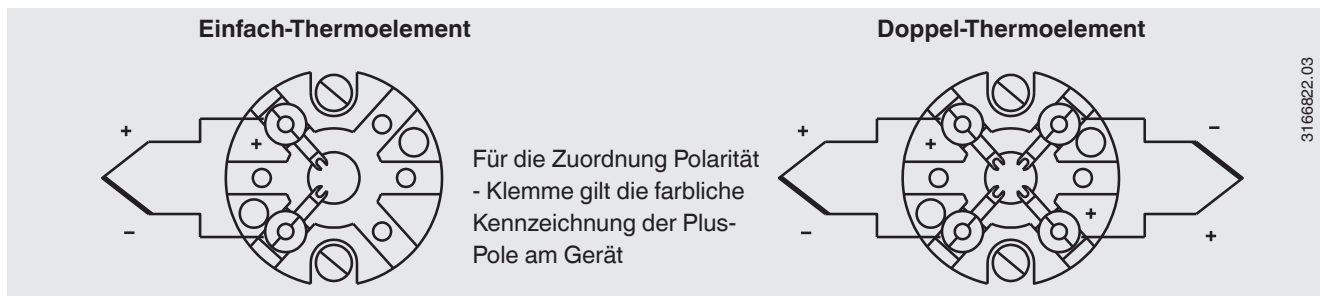 Einfach-Thermoelement
+
+
–
Für die Zuordnung Polarität
- Klemme gilt die farbliche
Kennzeichnung der Plus-
Pole am Gerät
Doppel-Thermoelement
+
+
–
–
+
+
3166822.03